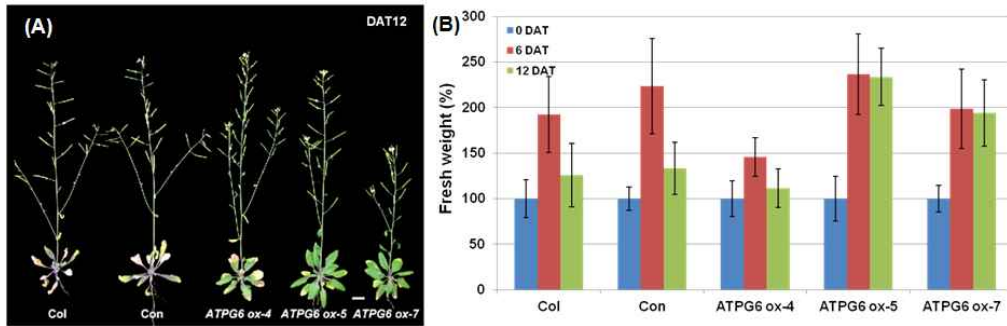 (A)
DAT12
Col
Con
ATPG6 ox-4
ATPG6 ox-5
ATPG6 ox-7
(B)
Fresh weight (%)
300
250
200
150
100
50
0
0 DAT
6 DAT
12 DAT
Col
Con
ATPG6 ox-4
ATPG6 ox-5
ATPG6 ox-7